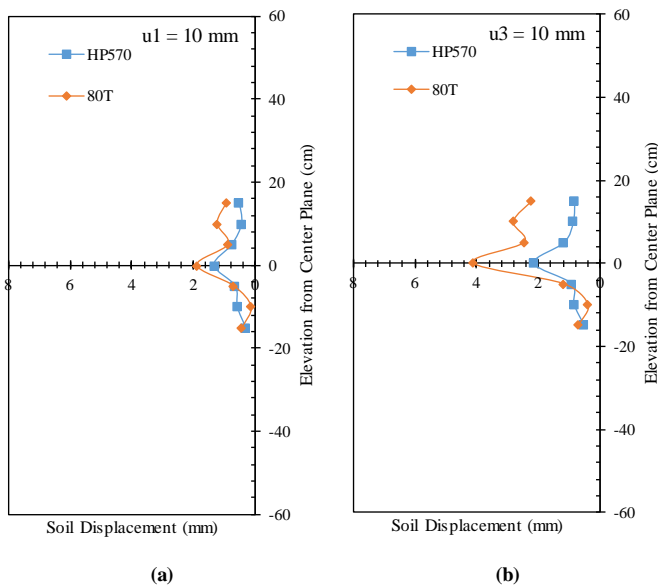 u1 = 10 mm
HP570
80T
60
40
20
0
-20
-40
-60
8
6
4
2
0
Elevation from Center Plane (cm)
Soil Displacement (mm)
(a)
u3 = 10 mm
HP570
80T
60
40
20
0
-20
-40
-60
8
6
4
2
0
Elevation from Center Plane (cm)
Soil Displacement (mm)
(b)